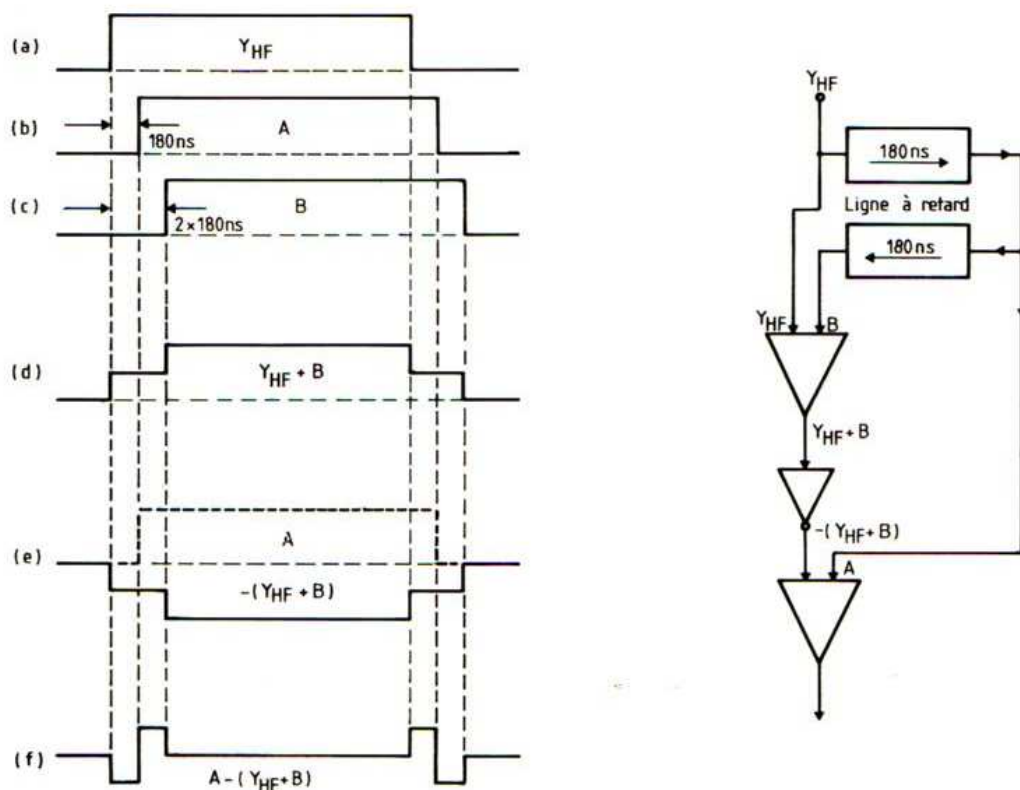 (a)
Y_HF
(b)
A
180ns
(c)
B
2×180ns
(d)
Y_HF + B
(e)
A
-(Y_HF + B)
(f)
A-(Y_HF+B)
Y_HF
180ns
Ligne à retard
180ns
Y_HF
B
Y_HF+B
-(Y_HF+B)
A